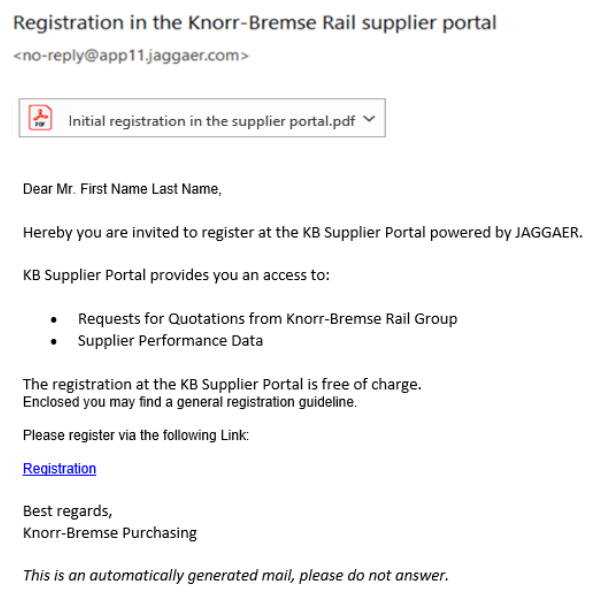 Registration in the Knorr-Bremse Rail supplier portal
<no-reply@app11.jaggaer.com>
PDF
Initial registration in the supplier portal.pdf
Dear Mr. First Name Last Name,
Hereby you are invited to register at the KB Supplier Portal powered by JAGGAER.
KB Supplier Portal provides you an access to:
• Requests for Quotations from Knorr-Bremse Rail Group
• Supplier Performance Data
The registration at the KB Supplier Portal is free of charge.
Enclosed you may find a general registration guideline.
Please register via the following Link:
Registration
Best regards,
Knorr-Bremse Purchasing
This is an automatically generated mail, please do not answer.